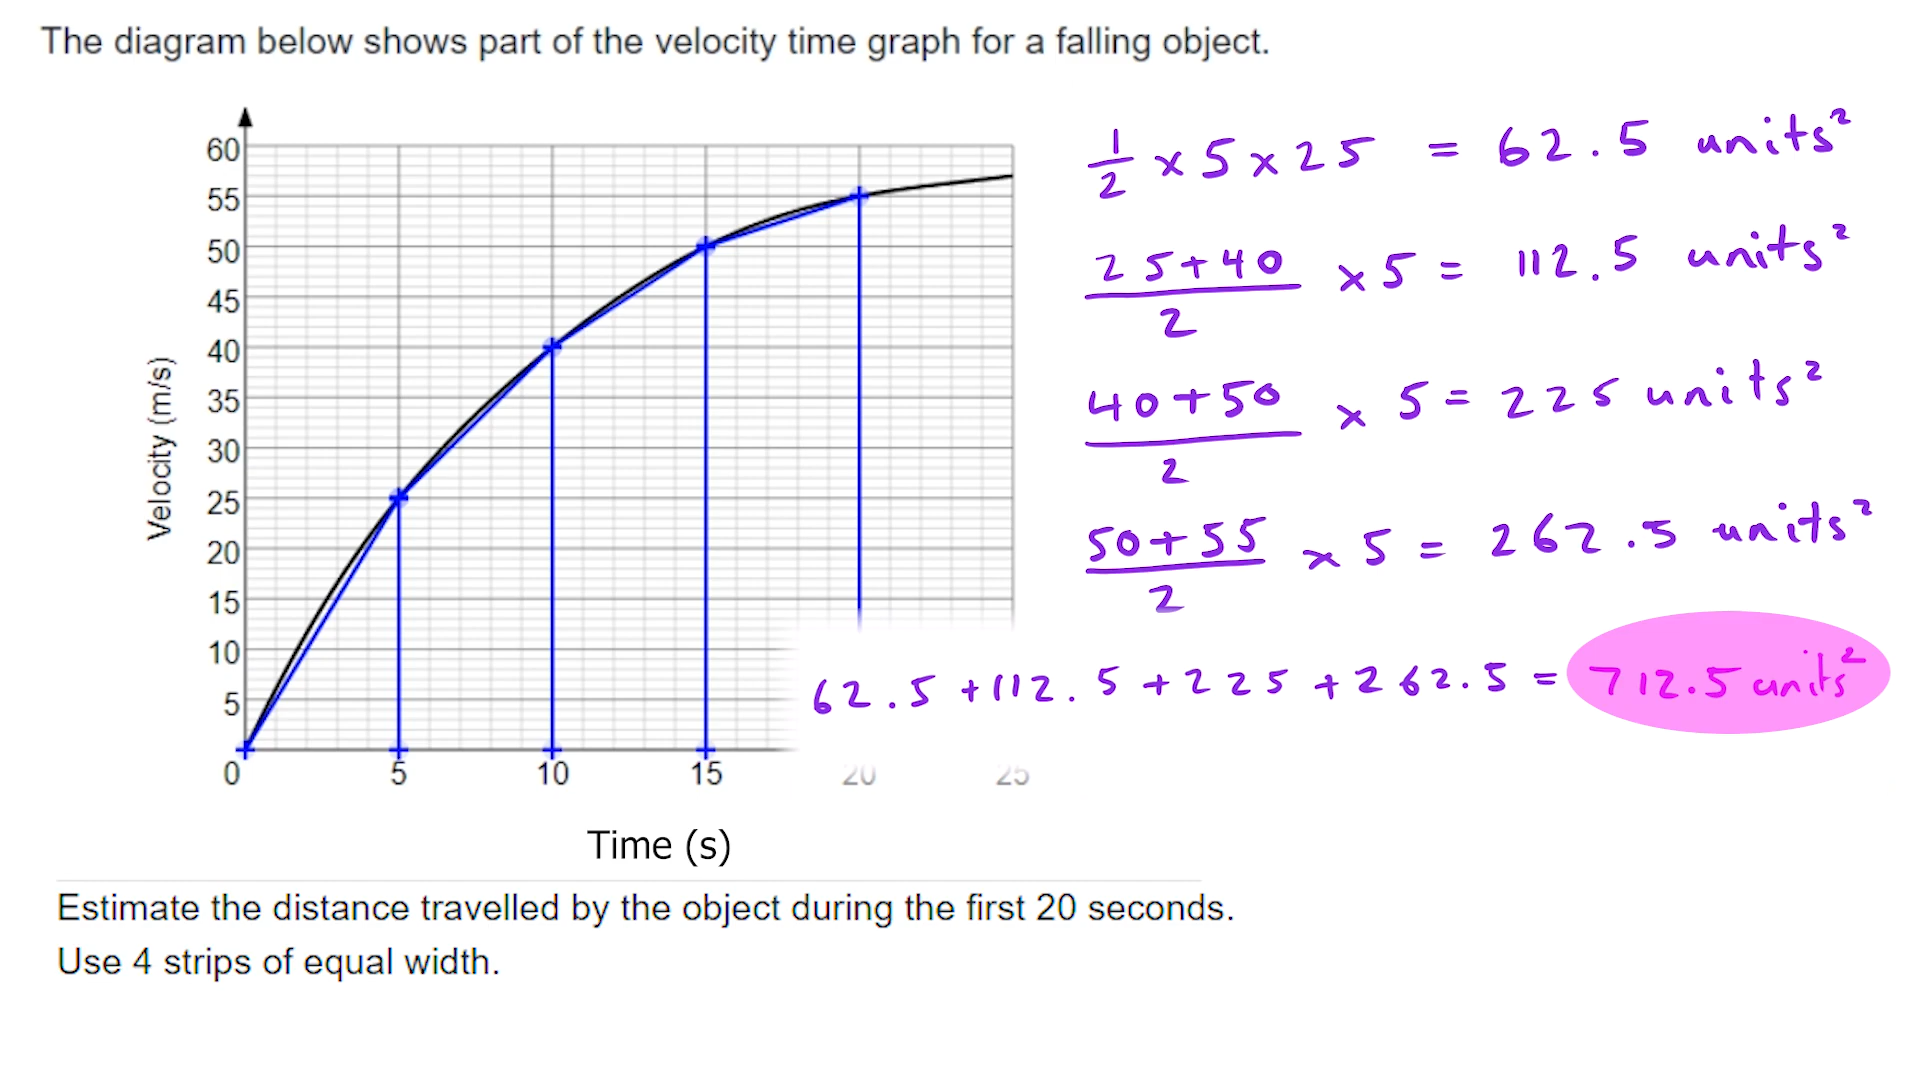 The diagram below shows part of the velocity time graph for a falling object.
60
55
50
45
40
35
30
25
20
15
10
5
0
5
10
15
20
25
Velocity (m/s)
Time (s)
1/2 × 5 × 25 = 62.5 units²
(25+40)/2 × 5 = 112.5 units²
(40+50)/2 × 5 = 225 units²
(50+55)/2 × 5 = 262.5 units²
62.5 + 112.5 + 225 + 262.5 = 712.5 units²
Estimate the distance travelled by the object during the first 20 seconds.
Use 4 strips of equal width.